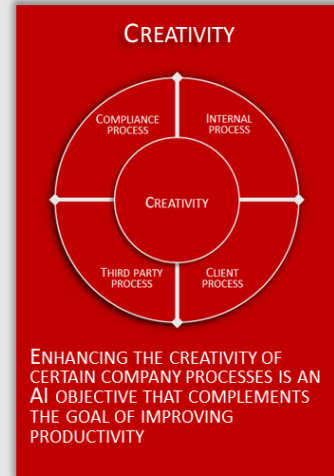 CREATIVITY
COMPLIANCE
PROCESS
INTERNAL
PROCESS
CREATIVITY
THIRD PARTY
PROCESS
CLIENT
PROCESS
ENHANCING THE CREATIVITY OF
CERTAIN COMPANY PROCESSES IS AN
AI OBJECTIVE THAT COMPLEMENTS
THE GOAL OF IMPROVING
PRODUCTIVITY